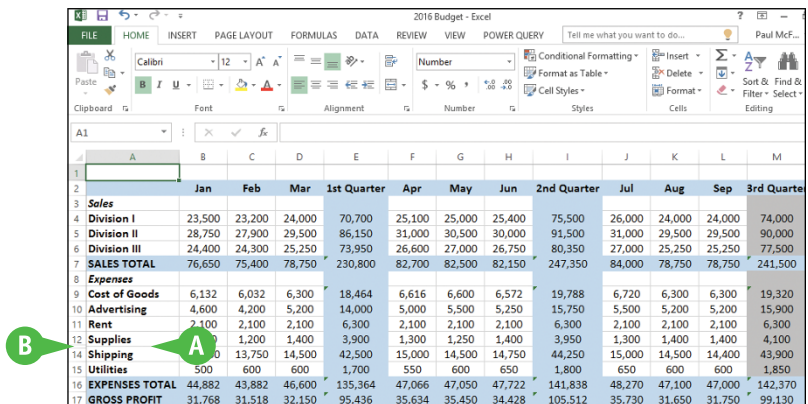 2016 Budget - Excel ?
FILE HOME INSERT PAGE LAYOUT FORMULAS DATA REVIEW VIEW POWER QUERY Tell me what you want to do... Paul McF...
Calibri 12 A A Number Conditional Formatting Insert Σ A Z
Paste B I U A $ % , .0 .00 Format as Table Delete Sort & Find &
Cell Styles Format Filter Select
Clipboard Font Alignment Number Styles Cells Editing
A1 fx
A B C D E F G H I J K L M
1
2 Jan Feb Mar 1st Quarter Apr May Jun 2nd Quarter Jul Aug Sep 3rd Quarter
3 Sales
4 Division I 23,500 23,200 24,000 70,700 25,100 25,000 25,400 75,500 26,000 24,000 24,000 74,000
5 Division II 28,750 27,900 29,500 86,150 31,000 30,500 30,000 91,500 31,000 29,500 29,500 90,000
6 Division III 24,400 24,300 25,250 73,950 26,600 27,000 26,750 80,350 27,000 25,250 25,250 77,500
7 SALES TOTAL 76,650 75,400 78,750 230,800 82,700 82,500 82,150 247,350 84,000 78,750 78,750 241,500
8 Expenses
9 Cost of Goods 6,132 6,032 6,300 18,464 6,616 6,600 6,572 19,788 6,720 6,300 6,300 19,320
10 Advertising 4,600 4,200 5,200 14,000 5,000 5,500 5,250 15,750 5,500 5,200 5,200 15,900
11 Rent 2,100 2,100 2,100 6,300 2,100 2,100 2,100 6,300 2,100 2,100 2,100 6,300
12 Supplies 1,200 1,400 3,900 1,300 1,250 1,400 3,950 1,300 1,400 1,400 4,100
B A
14 Shipping 13,750 14,500 42,500 15,000 14,500 14,750 44,250 15,000 14,500 14,400 43,900
15 Utilities 500 600 600 1,700 550 600 650 1,800 650 600 600 1,850
16 EXPENSES TOTAL 44,882 43,882 46,600 135,364 47,066 47,050 47,722 141,838 48,270 47,100 47,000 142,370
17 GROSS PROFIT 31,768 31,518 32,150 95,436 35,634 35,450 34,428 105,512 35,730 31,650 31,750 99,130